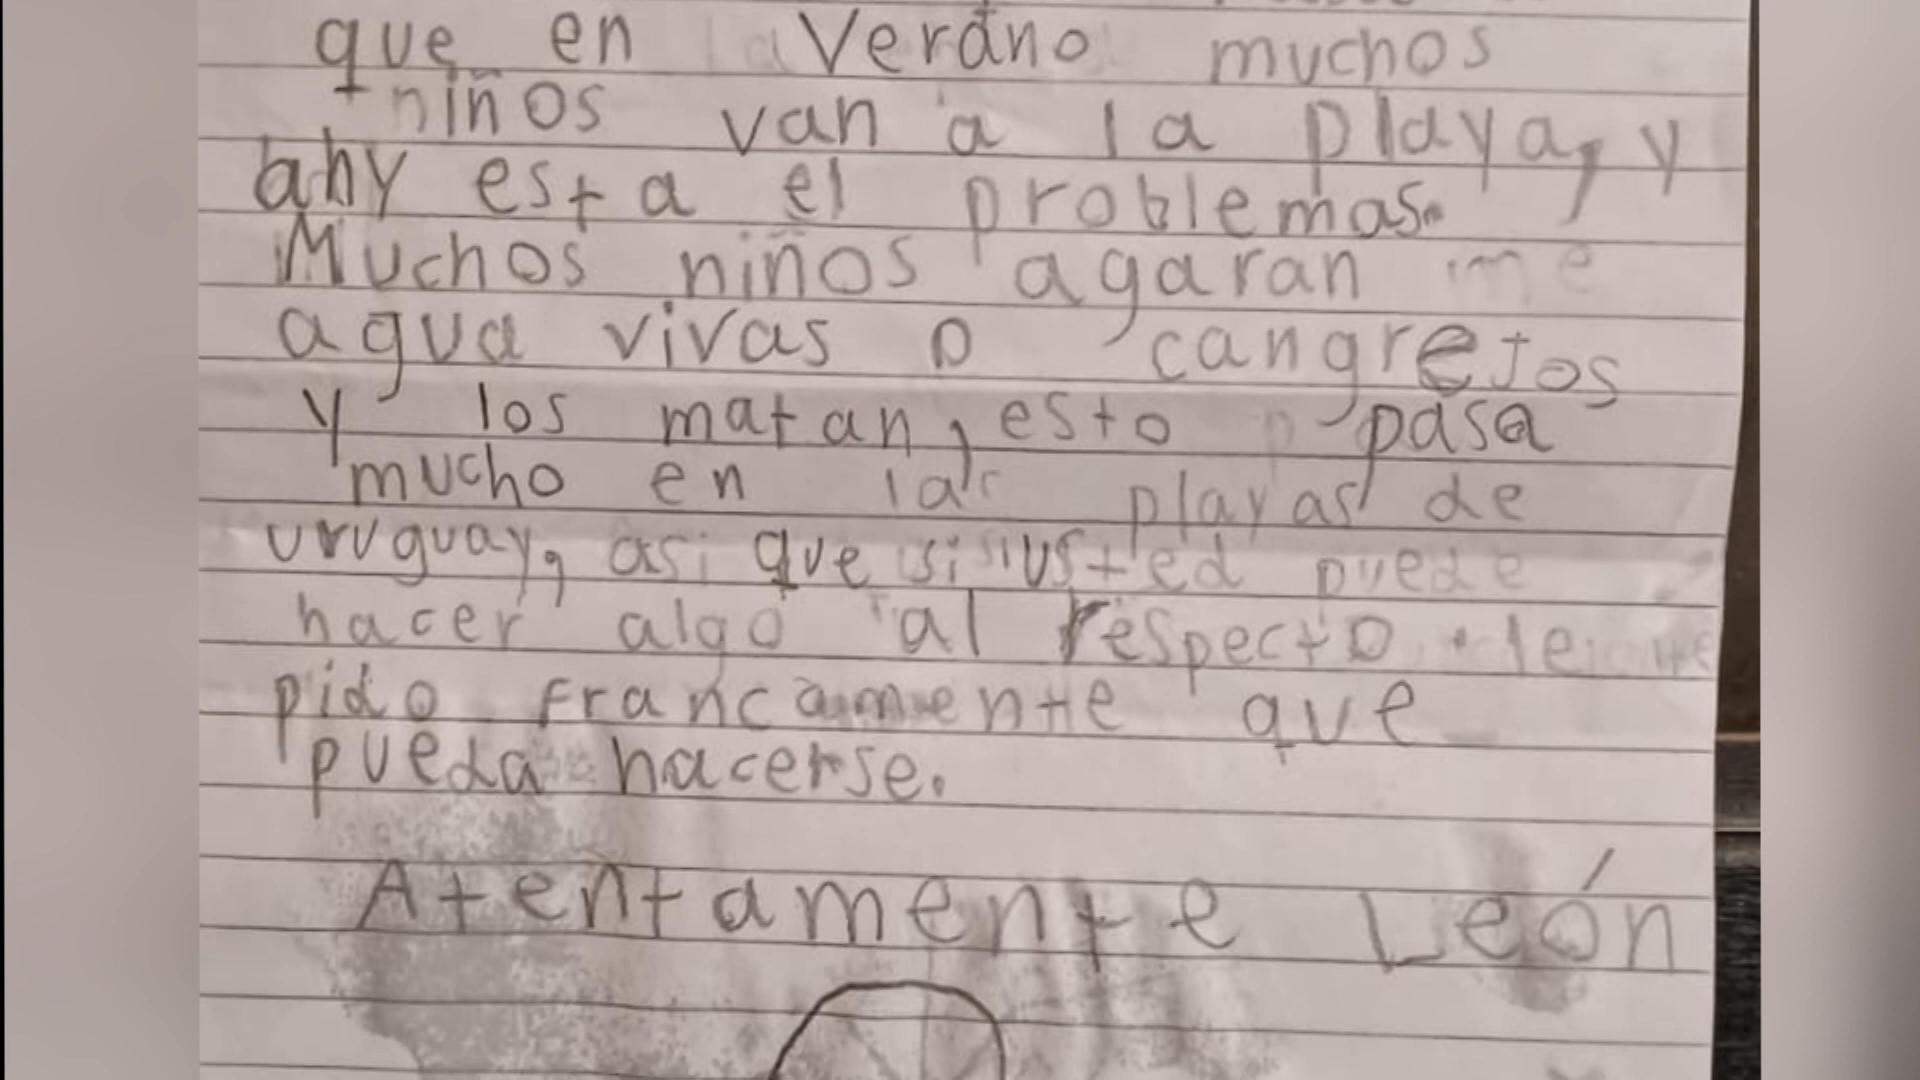 que en Verano muchos
niños van a la playa, y
ahy esta el problemas.
Muchos niños agaran
agua vivas o cangrejos
y los matan, esto pasa
mucho en las playas de
uruguay, asi que si usted puede
hacer algo al respecto le
pido francamente que
pueda hacerse.
Atentamente León